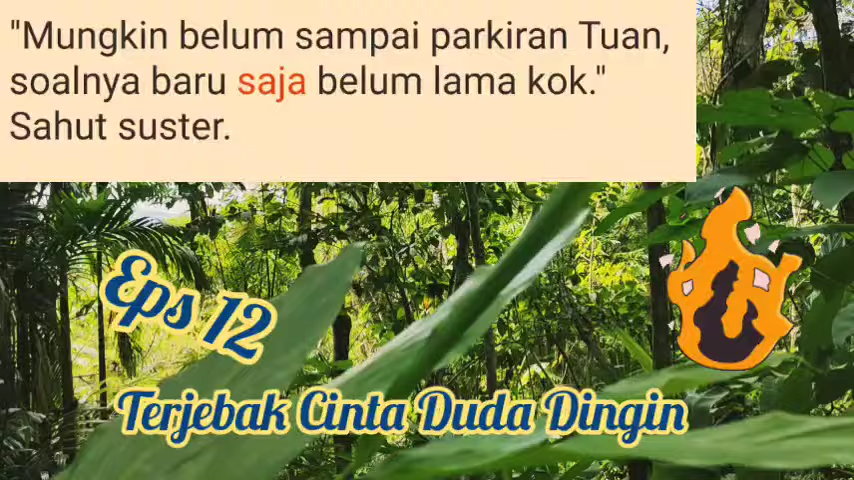 "Mungkin belum sampai parkiran Tuan,
soalnya baru saja belum lama kok."
Sahut suster.
Eps 12
Terjebak Cinta Duda Dingin